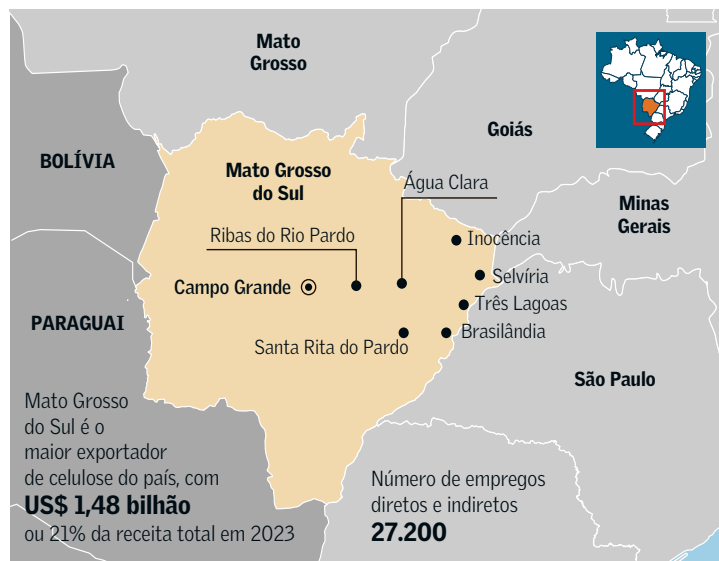 Mato
Grosso
Goiás
BOLÍVIA
Mato Grosso
do Sul
Água Clara
Minas
Gerais
Ribas do Rio Pardo
Inocência
Campo Grande
Selvíria
Três Lagoas
PARAGUAI
Brasilândia
Santa Rita do Pardo
São Paulo
Mato Grosso
do Sul é o
maior exportador
de celulose do país, com
US$ 1,48 bilhão
ou 21% da receita total em 2023
Número de empregos
diretos e indiretos
27.200